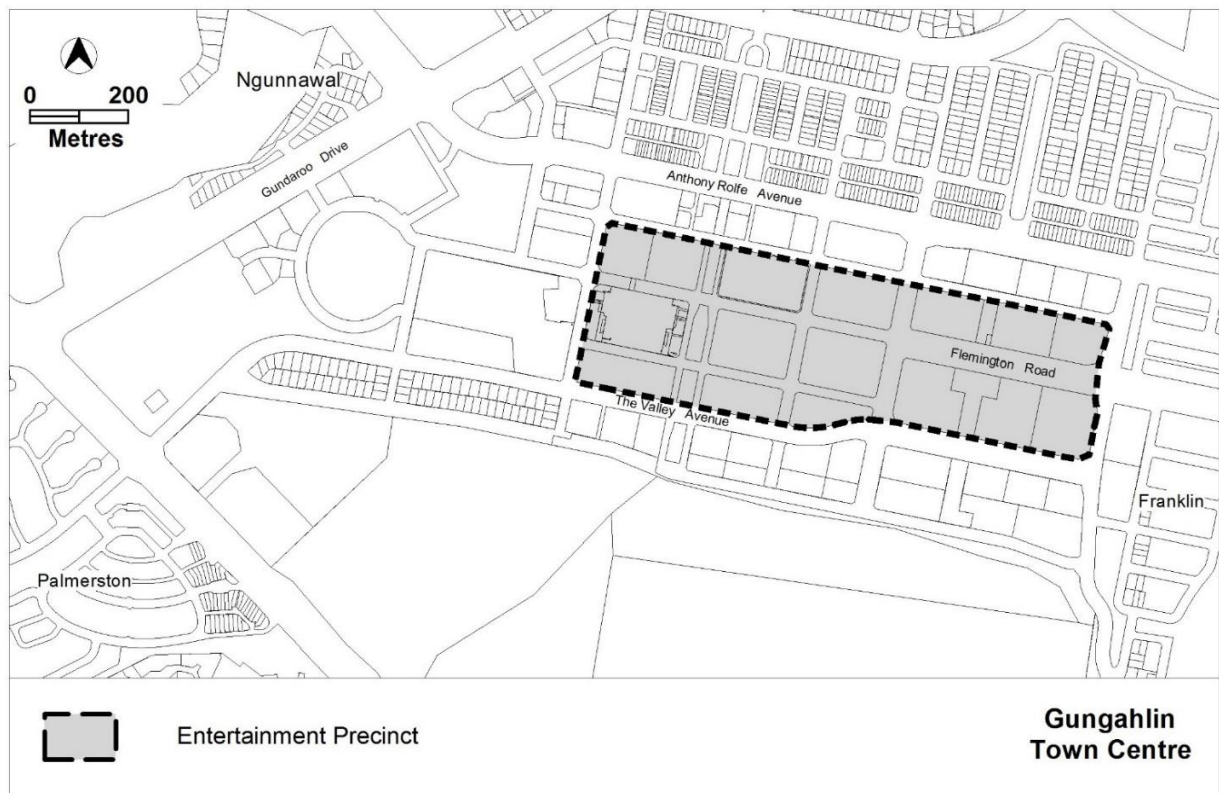 Ngunnawal
0 200
Metres
Gundaroo Drive
Anthony Rolfe Avenue
Flemington Road
The Valley Avenue
Franklin
Palmerston
Entertainment Precinct
Gungahlin
Town Centre